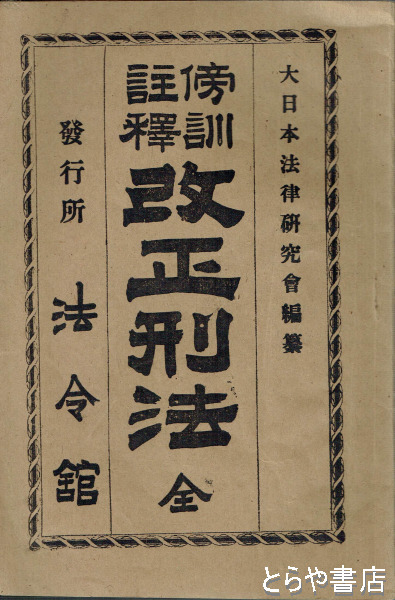 大日本法律研究會編纂
傍訓
註釋
改正刑法
全
發行所 法令館
とらや書店